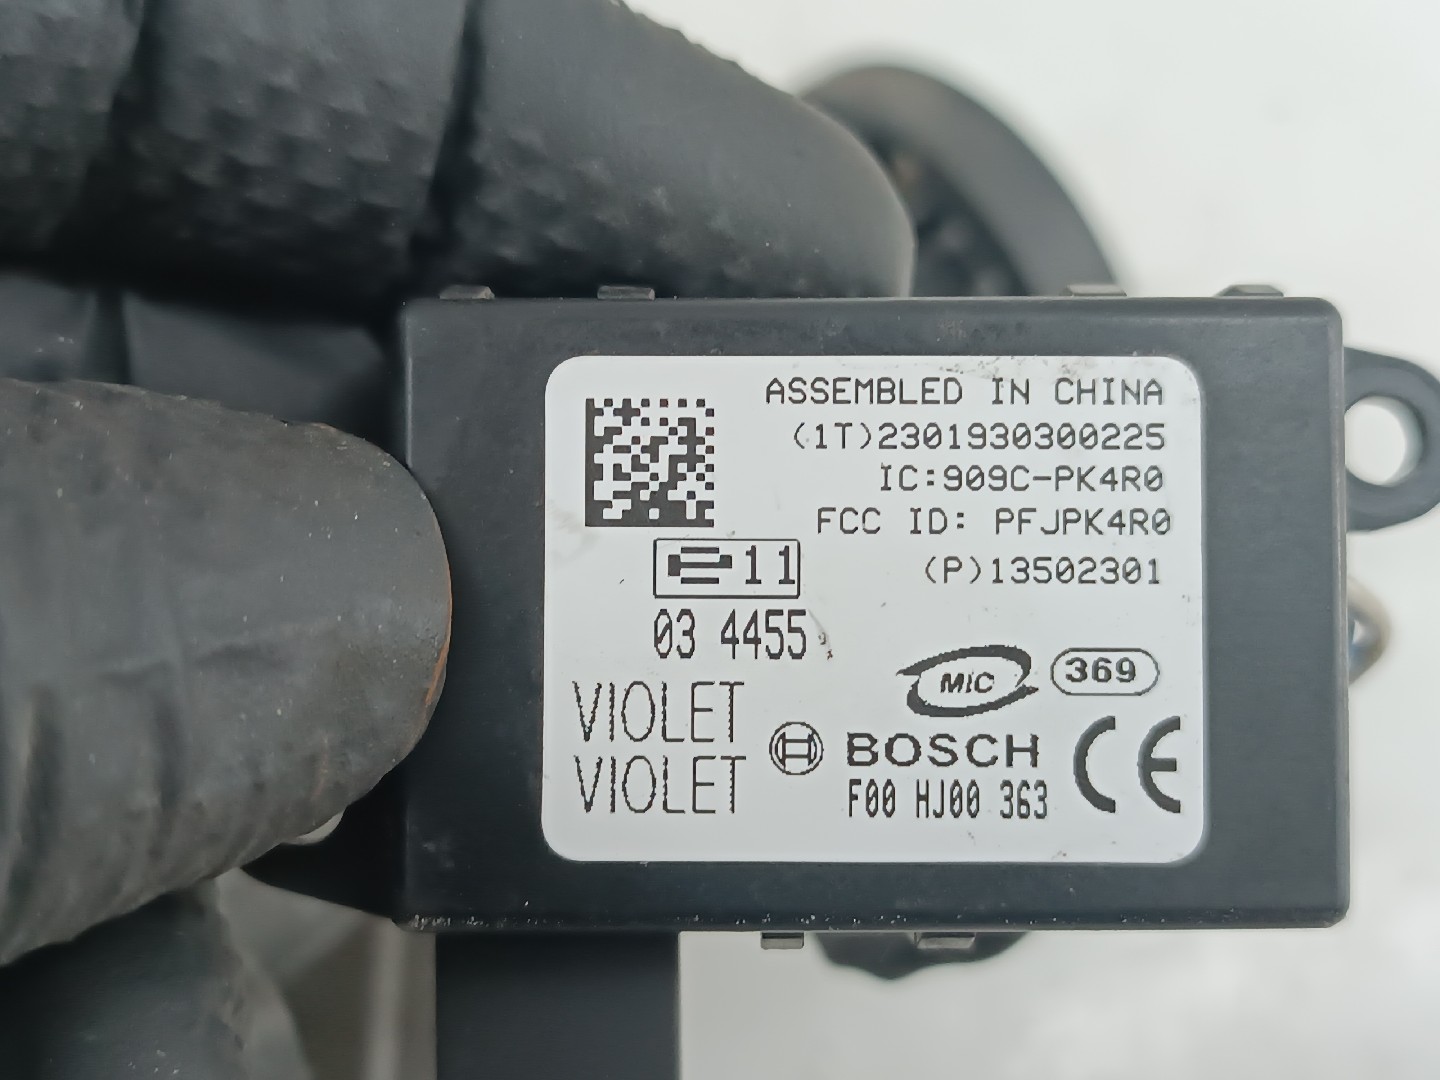 ASSEMBLED IN CHINA
(1T)2301930300225
IC:909C-PK4R0
FCC ID: PFJPK4R0
(P)13502301
e11
03 4455
MIC 369
VIOLET
VIOLET
BOSCH
F00 HJ00 363
CE